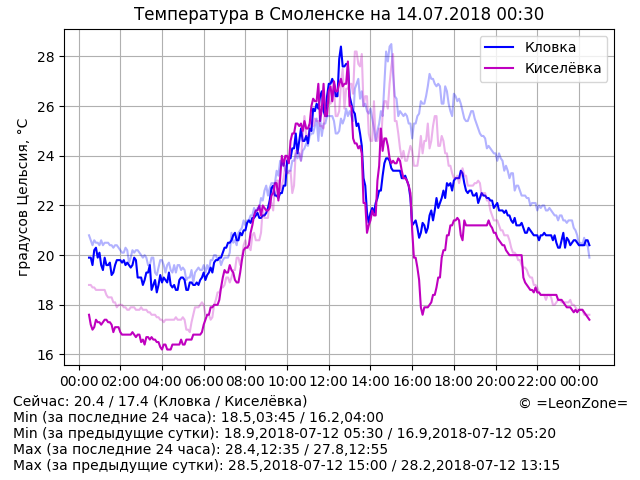 Температура в Смоленске на 14.07.2018 00:30
Кловка
Киселёвка
градусов Цельсия, °C
28
26
24
22
20
18
16
00:00 02:00 04:00 06:00 08:00 10:00 12:00 14:00 16:00 18:00 20:00 22:00 00:00
Сейчас: 20.4 / 17.4 (Кловка / Киселёвка)
© =LeonZone=
Min (за последние 24 часа): 18.5,03:45 / 16.2,04:00
Min (за предыдущие сутки): 18.9,2018-07-12 05:30 / 16.9,2018-07-12 05:20
Max (за последние 24 часа): 28.4,12:35 / 27.8,12:55
Max (за предыдущие сутки): 28.5,2018-07-12 15:00 / 28.2,2018-07-12 13:15